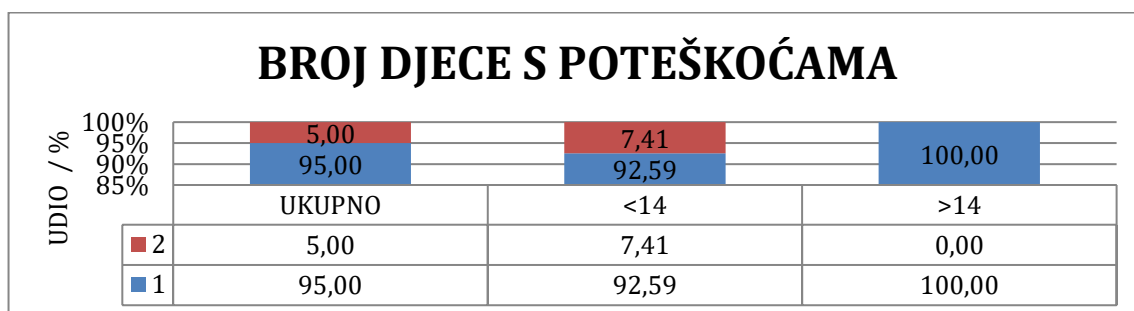 BROJ DJECE S POTEŠKOĆAMA
UDIO / %
100%
95%
90%
85%
5,00
95,00
7,41
92,59
100,00
UKUPNO <14 >14
2 5,00 7,41 0,00
1 95,00 92,59 100,00